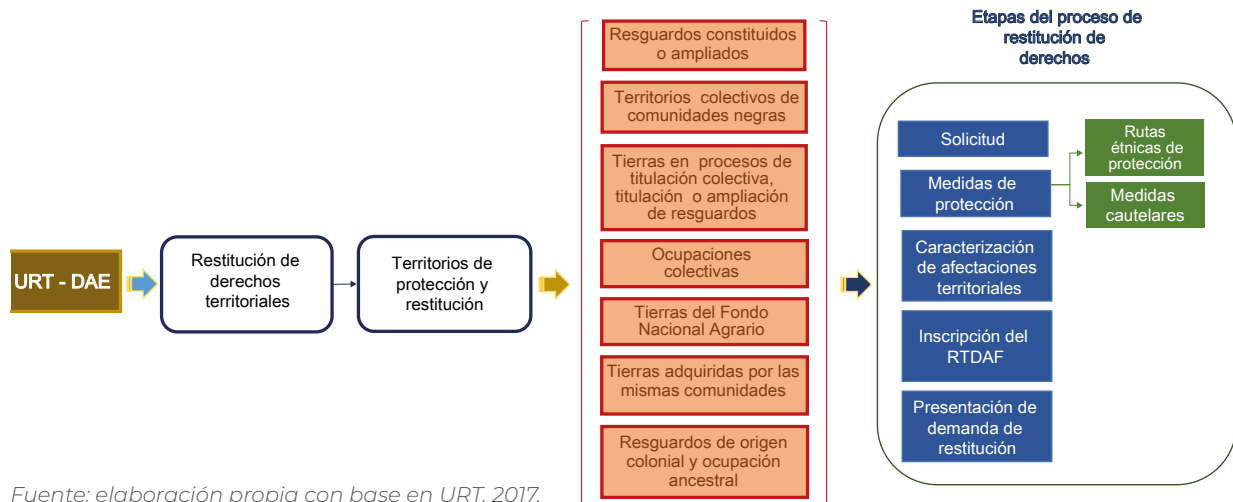 URT - DAE
Restitución de
derechos
territoriales
Territorios de
protección y
restitución
Resguardos constituidos
o ampliados
Territorios colectivos de
comunidades negras
Tierras en procesos de
titulación colectiva,
titulación o ampliación
de resguardos
Ocupaciones
colectivas
Tierras del Fondo
Nacional Agrario
Tierras adquiridas por las
mismas comunidades
Resguardos de origen
colonial y ocupación
ancestral
Etapas del proceso de
restitución de
derechos
Solicitud
Medidas de
protección
Rutas
étnicas de
protección
Medidas
cautelares
Caracterización
de afectaciones
territoriales
Inscripción del
RTDAF
Presentación de
demanda de
restitución
Fuente: elaboración propia con base en URT, 2017.